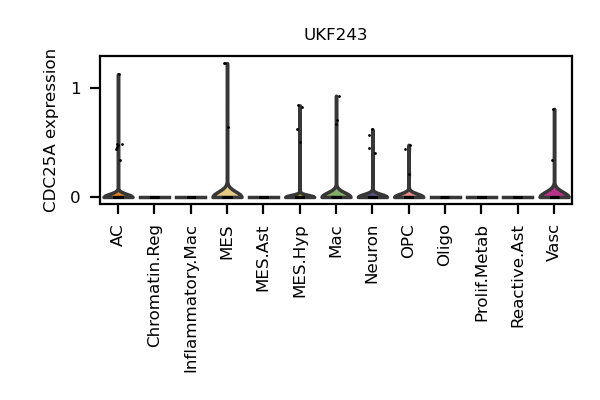 UKF243
CDC25A expression
1
0
AC
Chromatin.Reg
Inflammatory.Mac
MES
MES.Ast
MES.Hyp
Mac
Neuron
OPC
Oligo
Prolif.Metab
Reactive.Ast
Vasc